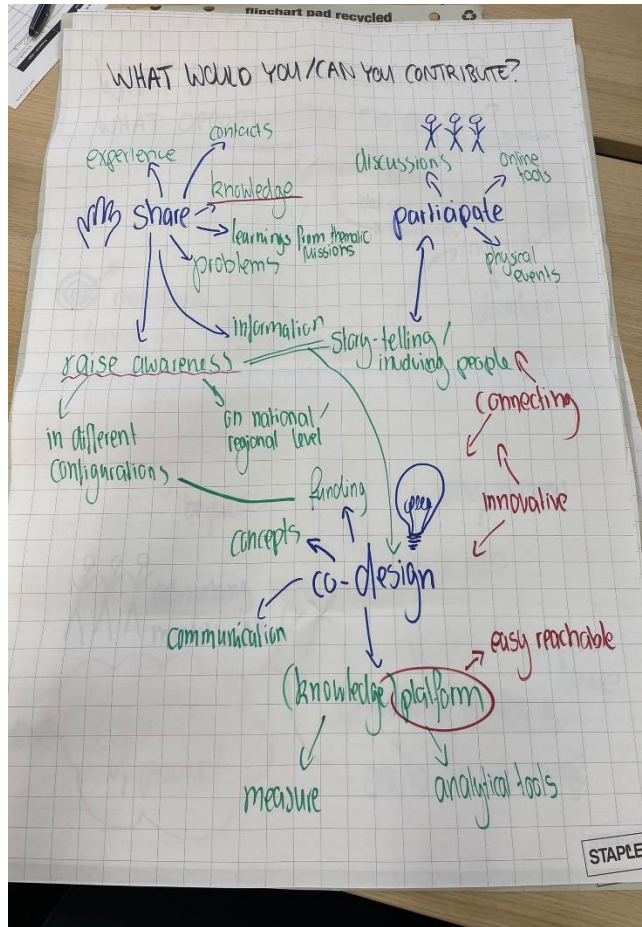 flipchart pad recycled
WHAT WOULD YOU/CAN YOU CONTRIBUTE?
contacts
experience
knowledge
share
learnings from thematic
missions
problems
information
discussions
online
tools
participate
physical
events
raise awareness
story-telling/
involving people
on national/
regional level
in different
configurations
connecting
innovative
funding
concepts
co-design
communication
(knowledge) platform
easy reachable
measure
analytical tools
STAPLE